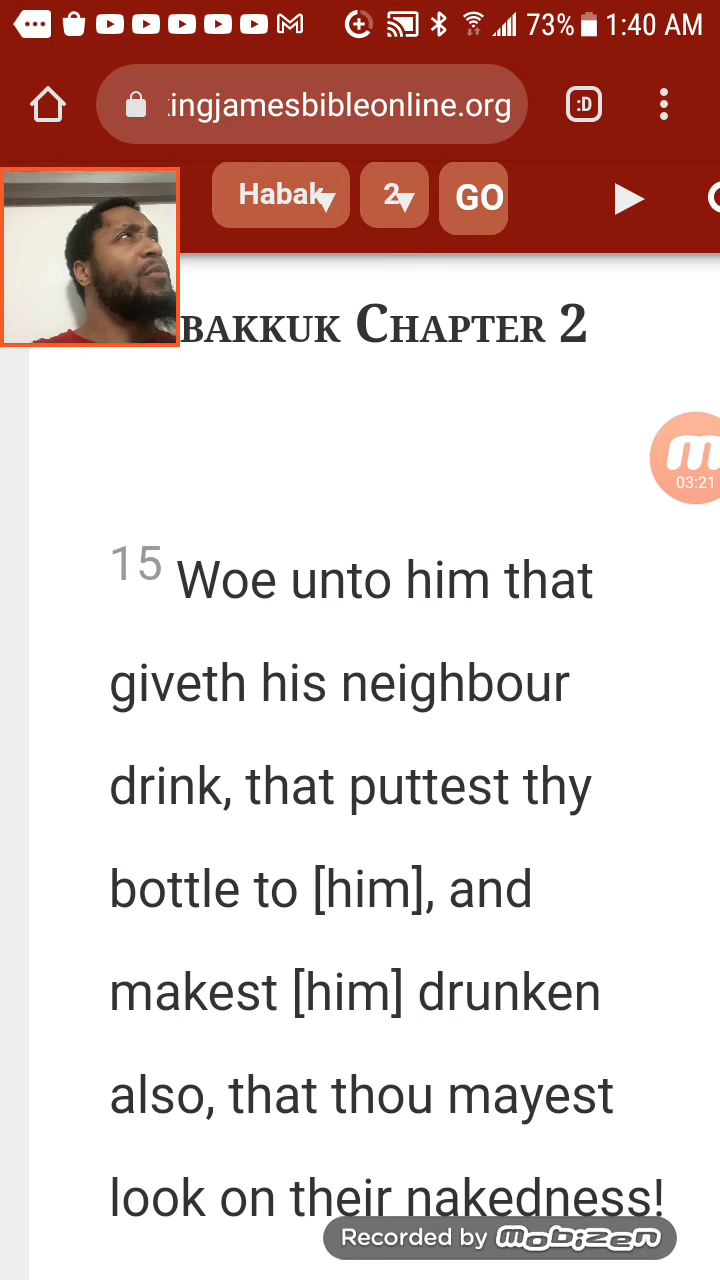 73% 1:40 AM
ingjamesbibleonline.org :D
Habak 2 GO
BAKKUK CHAPTER 2
03:21
15 Woe unto him that
giveth his neighbour
drink, that puttest thy
bottle to [him], and
makest [him] drunken
also, that thou mayest
look on their nakedness!
Recorded by mobizen